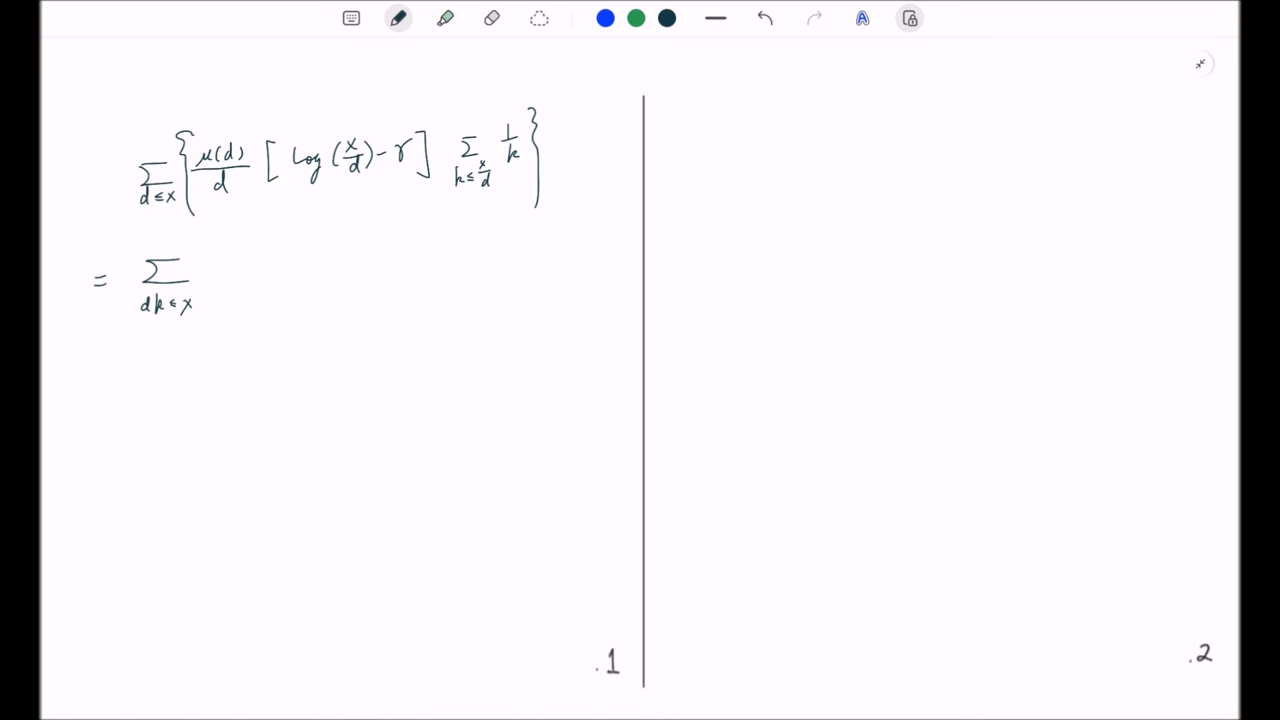 ∑_{d≤x} { μ(d)/d [ log(x/d) - γ ] ∑_{k≤x/d} 1/k }
= ∑_{dk≤x}
.1
.2